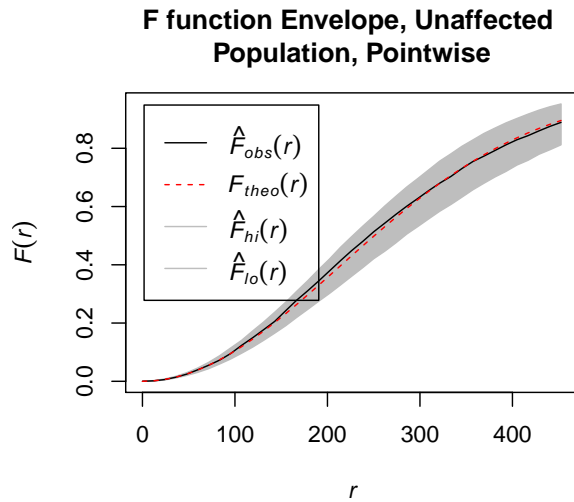 F function Envelope, Unaffected
Population, Pointwise
F̂obs(r)
Ftheo(r)
F̂hi(r)
F̂lo(r)
F(r)
0.8
0.6
0.4
0.2
0.0
0 100 200 300 400
r